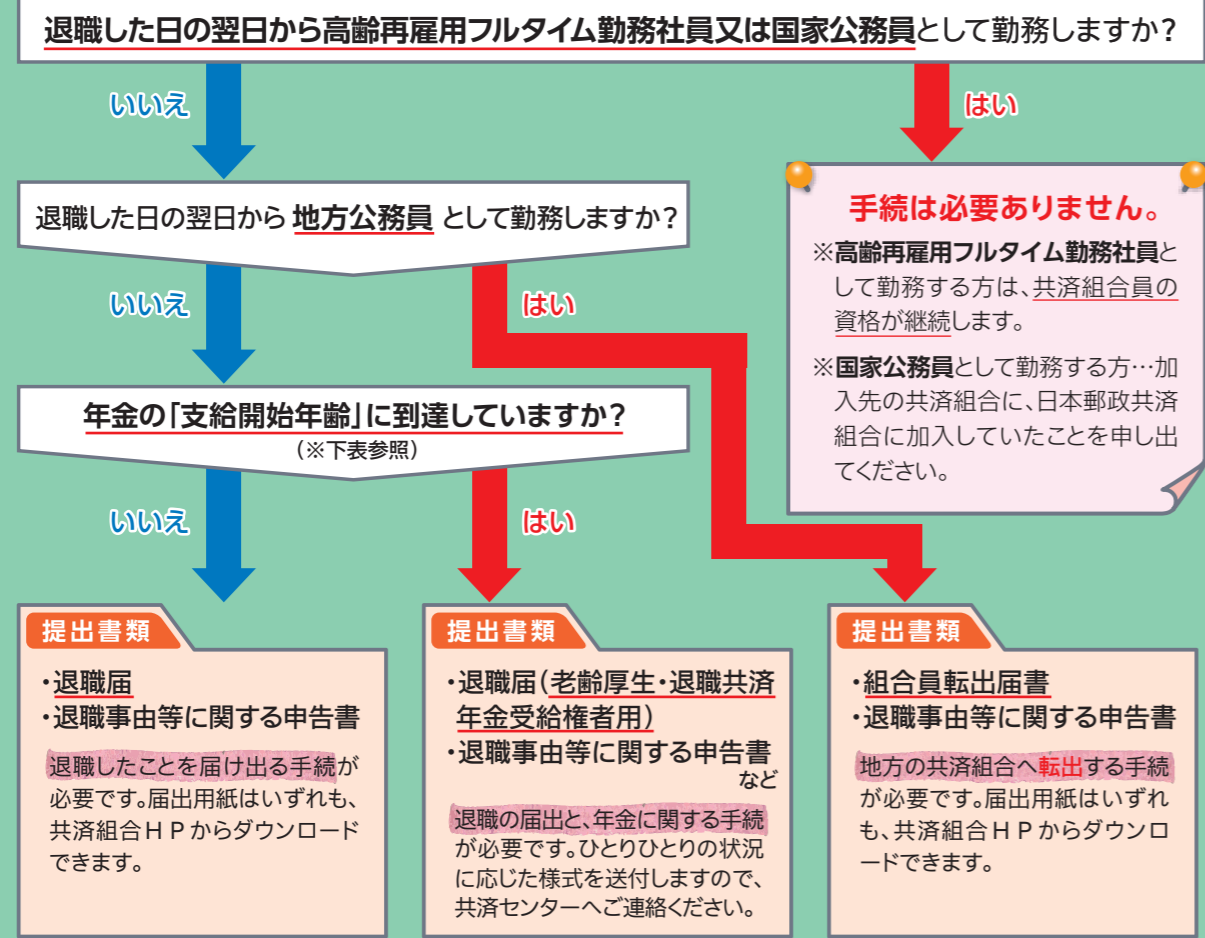 退職した日の翌日から高齢再雇用フルタイム勤務社員又は国家公務員として勤務しますか？
いいえ
はい
退職した日の翌日から 地方公務員 として勤務しますか？
手続は必要ありません。
※高齢再雇用フルタイム勤務社員と
して勤務する方は、共済組合員の
資格が継続します。
※国家公務員として勤務する方…加
入先の共済組合に、日本郵政共済
組合に加入していたことを申し出
てください。
いいえ
はい
年金の「支給開始年齢」に到達していますか？
（※下表参照）
いいえ
はい
提出書類
・退職届
・退職事由等に関する申告書
退職したことを届け出る手続が
必要です。届出用紙はいずれも、
共済組合ＨＰからダウンロード
できます。
提出書類
・退職届（老齢厚生・退職共済
年金受給権者用）
・退職事由等に関する申告書
など
退職の届出と、年金に関する手続
が必要です。ひとりひとりの状況
に応じた様式を送付しますので、
共済センターへご連絡ください。
提出書類
・組合員転出届書
・退職事由等に関する申告書
地方の共済組合へ転出する手続
が必要です。届出用紙はいずれ
も、共済組合ＨＰからダウンロ
ードできます。